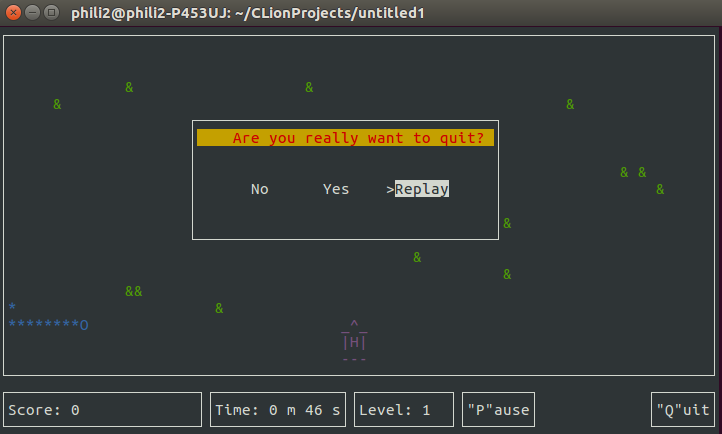 phili2@phili2-P453UJ: ~/CLionProjects/untitled1
& &
& &
Are you really want to quit?
& &
No Yes >Replay &
&
&
&
&&
* &
********O _^_
|H|
---
Score: 0 Time: 0 m 46 s Level: 1 "P"ause "Q"uit